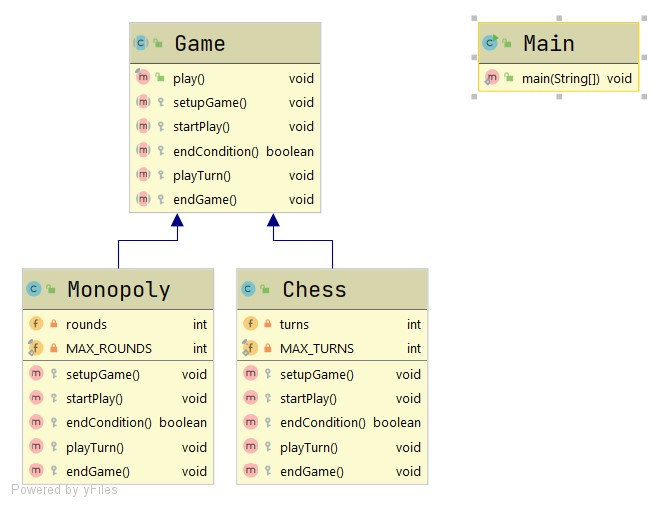 Game
play() void
setupGame() void
startPlay() void
endCondition() boolean
playTurn() void
endGame() void
Main
main(String[]) void
Monopoly
rounds int
MAX_ROUNDS int
setupGame() void
startPlay() void
endCondition() boolean
playTurn() void
endGame() void
Chess
turns int
MAX_TURNS int
setupGame() void
startPlay() void
endCondition() boolean
playTurn() void
endGame() void
Powered by yFiles